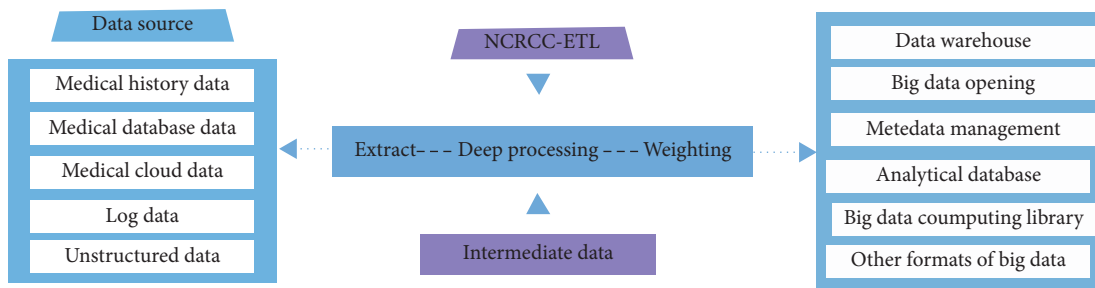 Data source
Medical history data
Medical database data
Medical cloud data
Log data
Unstructured data
NCRCC-ETL
Extract– – – Deep processing – – – Weighting
Intermediate data
Data warehouse
Big data opening
Metedata management
Analytical database
Big data coumputing library
Other formats of big data